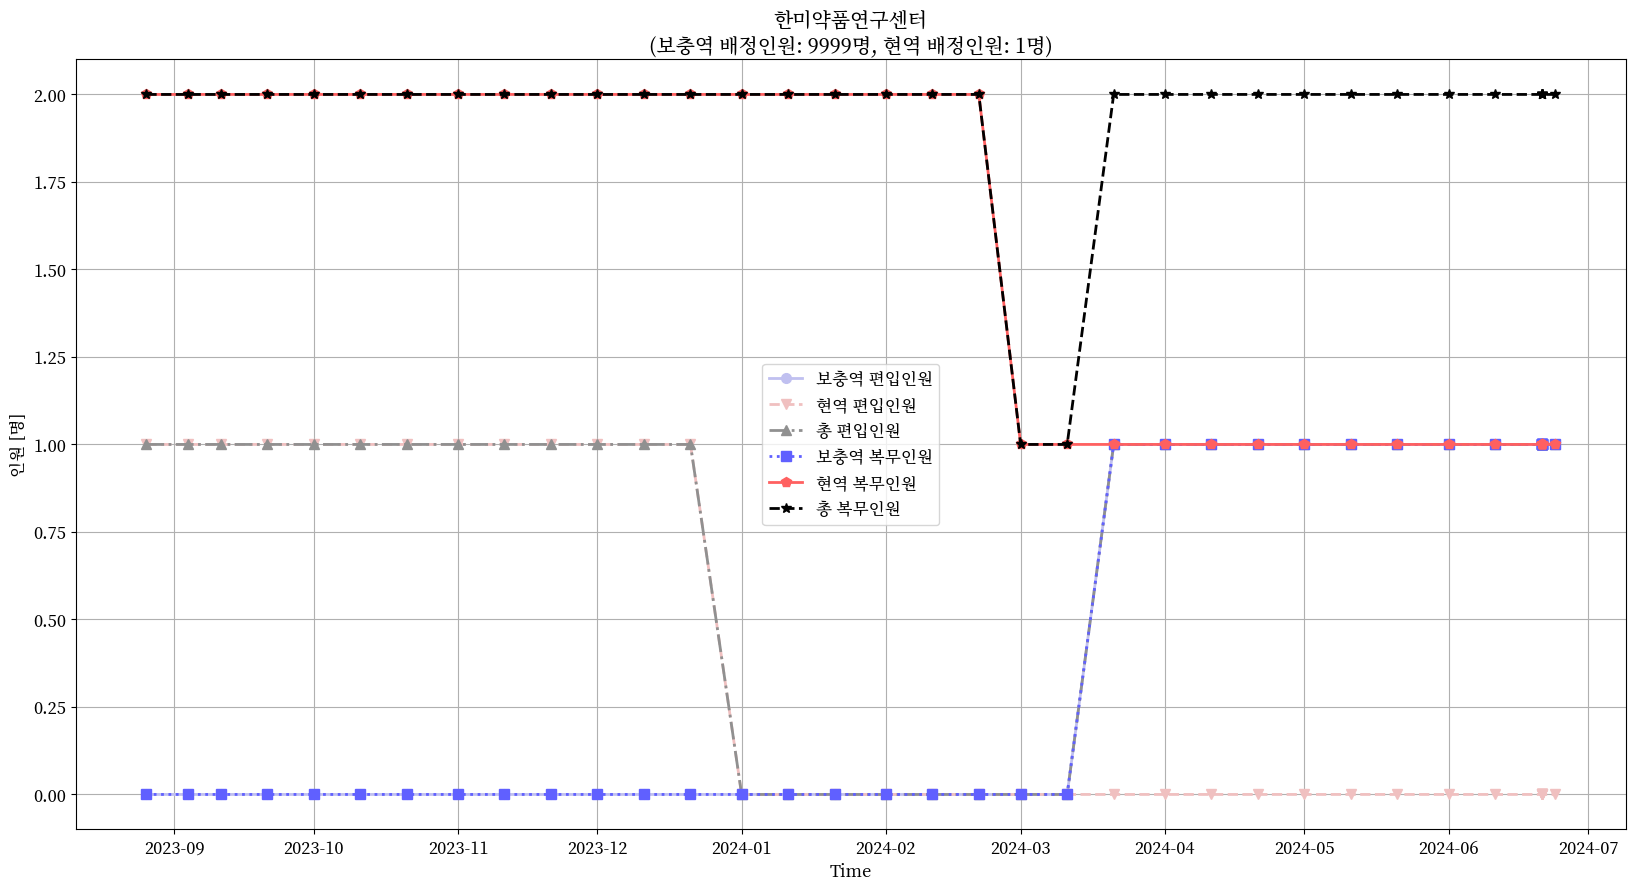 한미약품연구센터
(보충역 배정인원: 9999명, 현역 배정인원: 1명)
인원 [명]
2.00
1.75
1.50
1.25
1.00
0.75
0.50
0.25
0.00
보충역 편입인원
현역 편입인원
총 편입인원
보충역 복무인원
현역 복무인원
총 복무인원
2023-09
2023-10
2023-11
2023-12
2024-01
2024-02
2024-03
2024-04
2024-05
2024-06
2024-07
Time